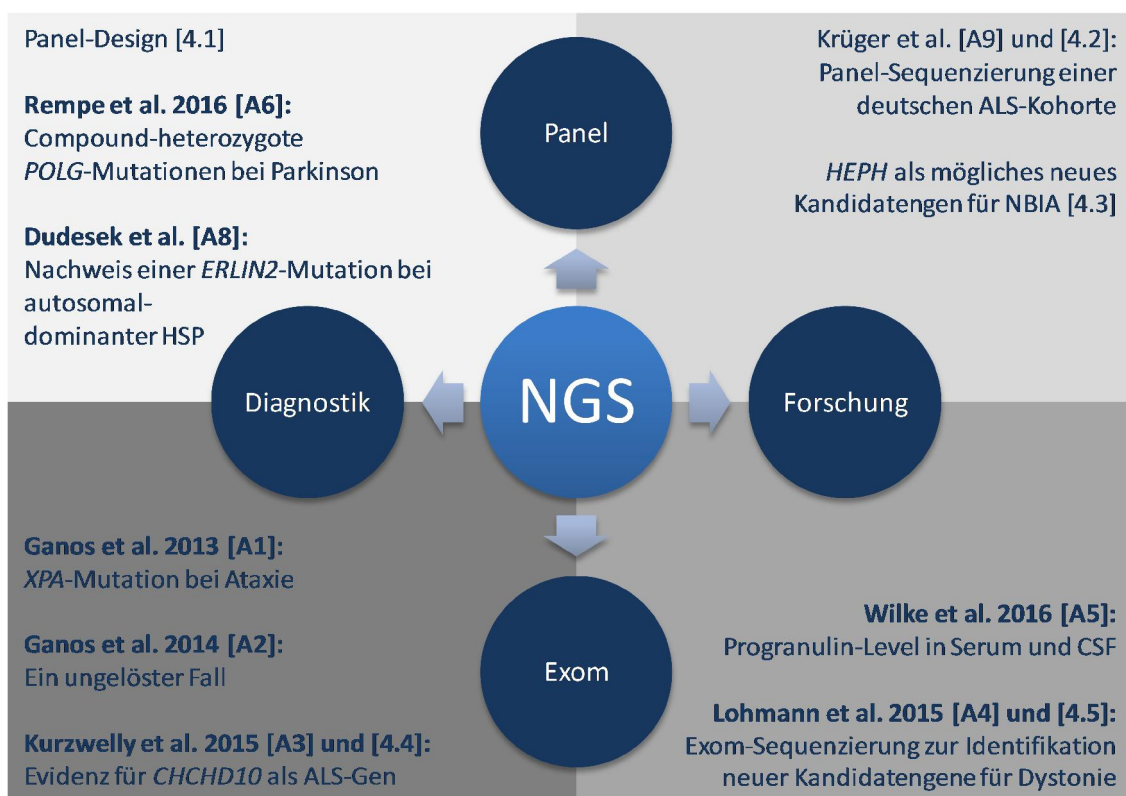 Panel-Design [4.1]
Rempe et al. 2016 [A6]:
Compound-heterozygote
POLG-Mutationen bei Parkinson
Dudesek et al. [A8]:
Nachweis einer ERLIN2-Mutation bei
autosomal-
dominanter HSP
Panel
Krüger et al. [A9] und [4.2]:
Panel-Sequenzierung einer
deutschen ALS-Kohorte
HEPH als mögliches neues
Kandidatengen für NBIA [4.3]
Diagnostik
NGS
Forschung
Ganos et al. 2013 [A1]:
XPA-Mutation bei Ataxie
Ganos et al. 2014 [A2]:
Ein ungelöster Fall
Kurzwelly et al. 2015 [A3] und [4.4]:
Evidenz für CHCHD10 als ALS-Gen
Exom
Wilke et al. 2016 [A5]:
Progranulin-Level in Serum und CSF
Lohmann et al. 2015 [A4] und [4.5]:
Exom-Sequenzierung zur Identifikation
neuer Kandidatengene für Dystonie